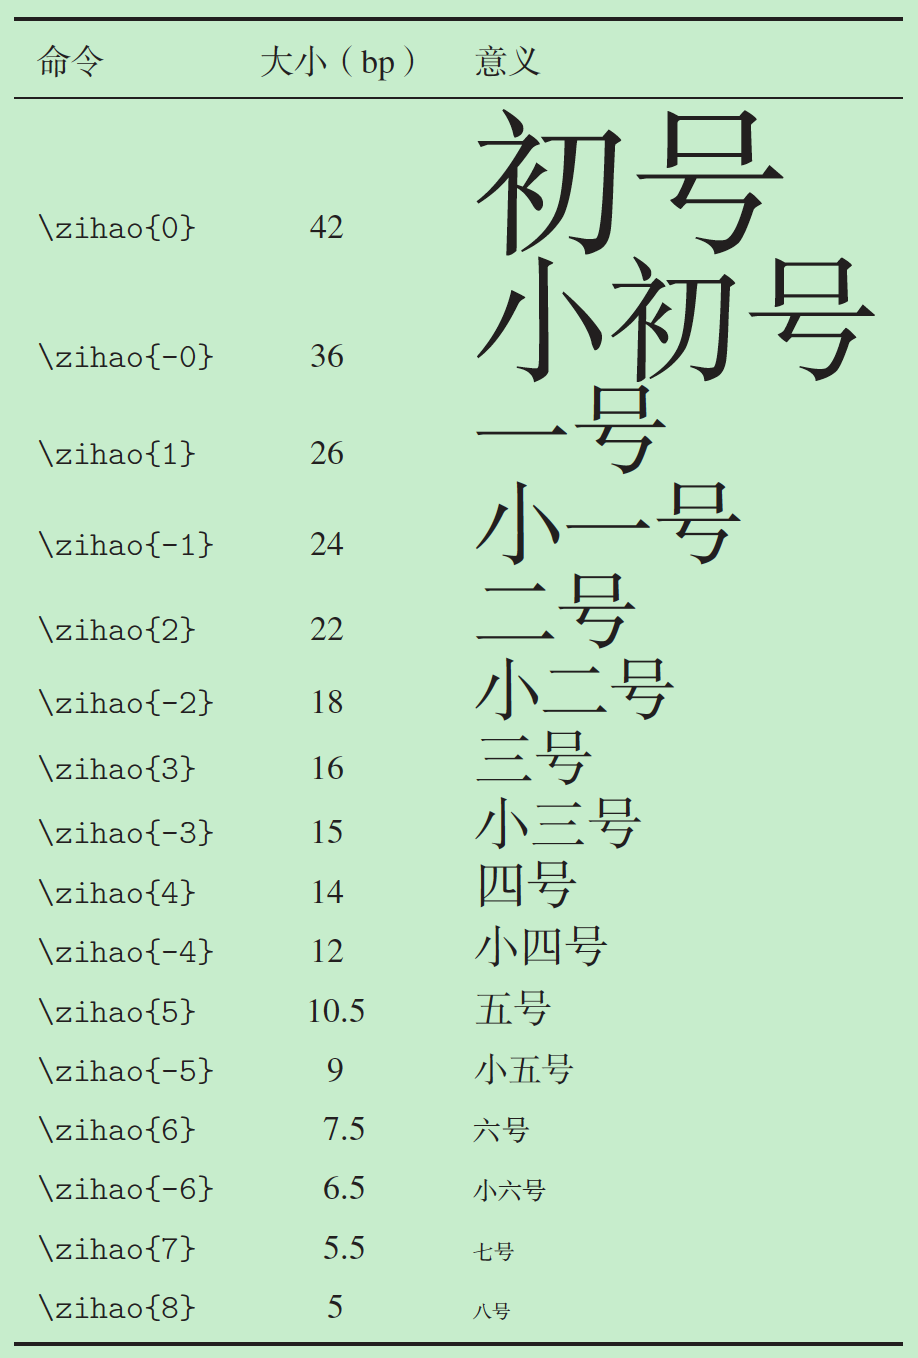 命令 大小（bp） 意义
\zihao{0} 42 初号
\zihao{-0} 36 小初号
\zihao{1} 26 一号
\zihao{-1} 24 小一号
\zihao{2} 22 二号
\zihao{-2} 18 小二号
\zihao{3} 16 三号
\zihao{-3} 15 小三号
\zihao{4} 14 四号
\zihao{-4} 12 小四号
\zihao{5} 10.5 五号
\zihao{-5} 9 小五号
\zihao{6} 7.5 六号
\zihao{-6} 6.5 小六号
\zihao{7} 5.5 七号
\zihao{8} 5 八号